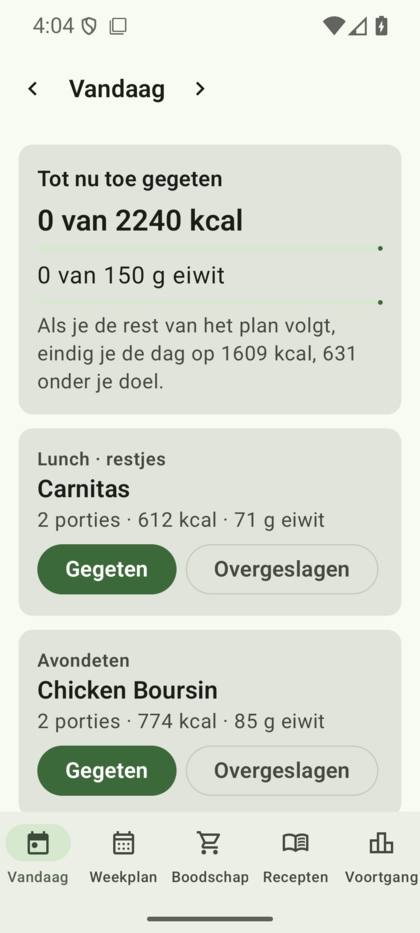 4:04
Vandaag
Tot nu toe gegeten
0 van 2240 kcal
0 van 150 g eiwit
Als je de rest van het plan volgt,
eindig je de dag op 1609 kcal, 631
onder je doel.
Lunch · restjes
Carnitas
2 porties · 612 kcal · 71 g eiwit
Gegeten Overgeslagen
Avondeten
Chicken Boursin
2 porties · 774 kcal · 85 g eiwit
Gegeten Overgeslagen
Vandaag Weekplan Boodschap Recepten Voortgang